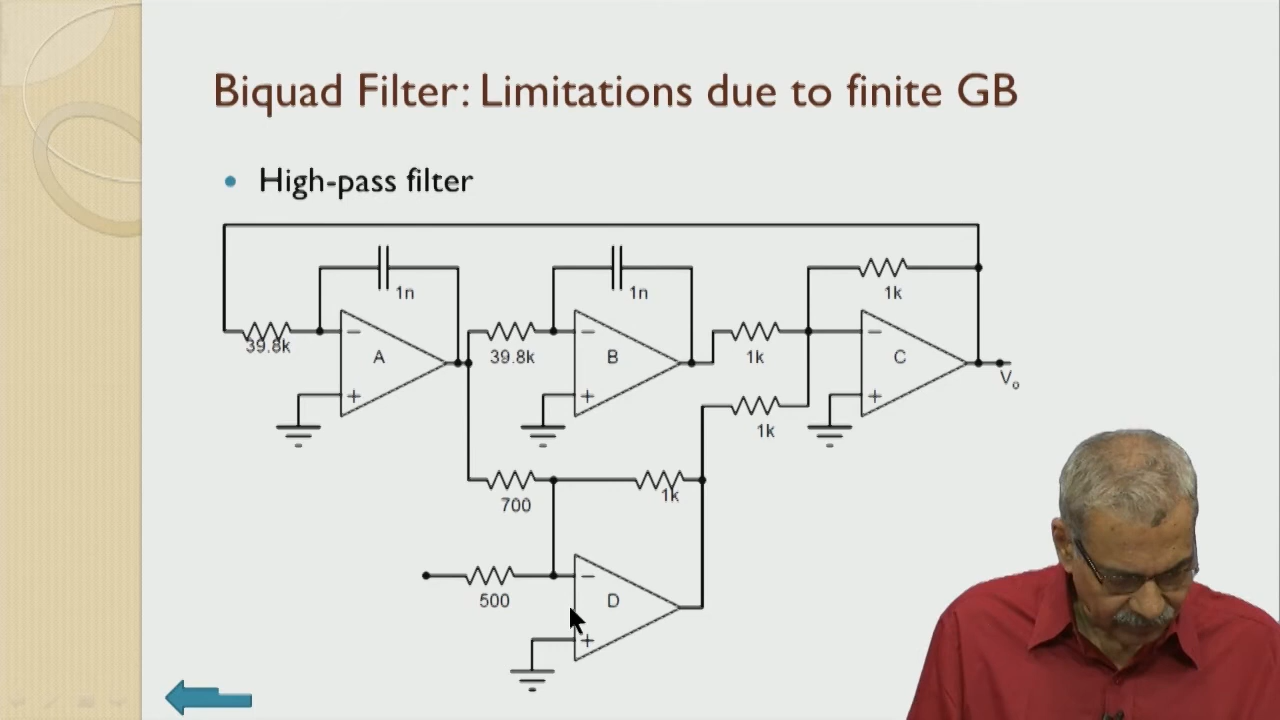 Biquad Filter: Limitations due to finite GB
• High-pass filter
1n
1n
1k
39.8k
A
39.8k
B
1k
C
Vo
1k
700
1k
500
D